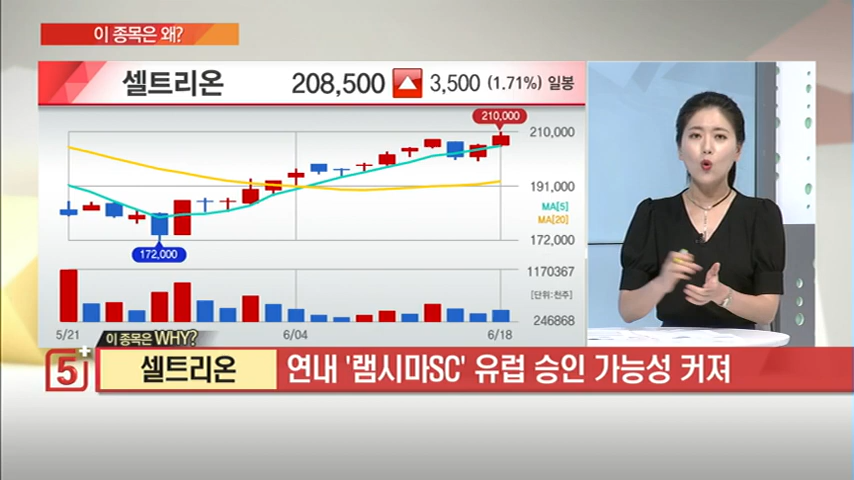 이 종목은 왜?
셀트리온 208,500 3,500 (1.71%) 일봉
210,000
210,000
191,000
MA[5]
MA[20]
172,000
172,000
1170367
[단위:천주]
246868
5/21 6/04 6/18
이 종목은 WHY?
5+ 셀트리온 연내 '램시마SC' 유럽 승인 가능성 커져